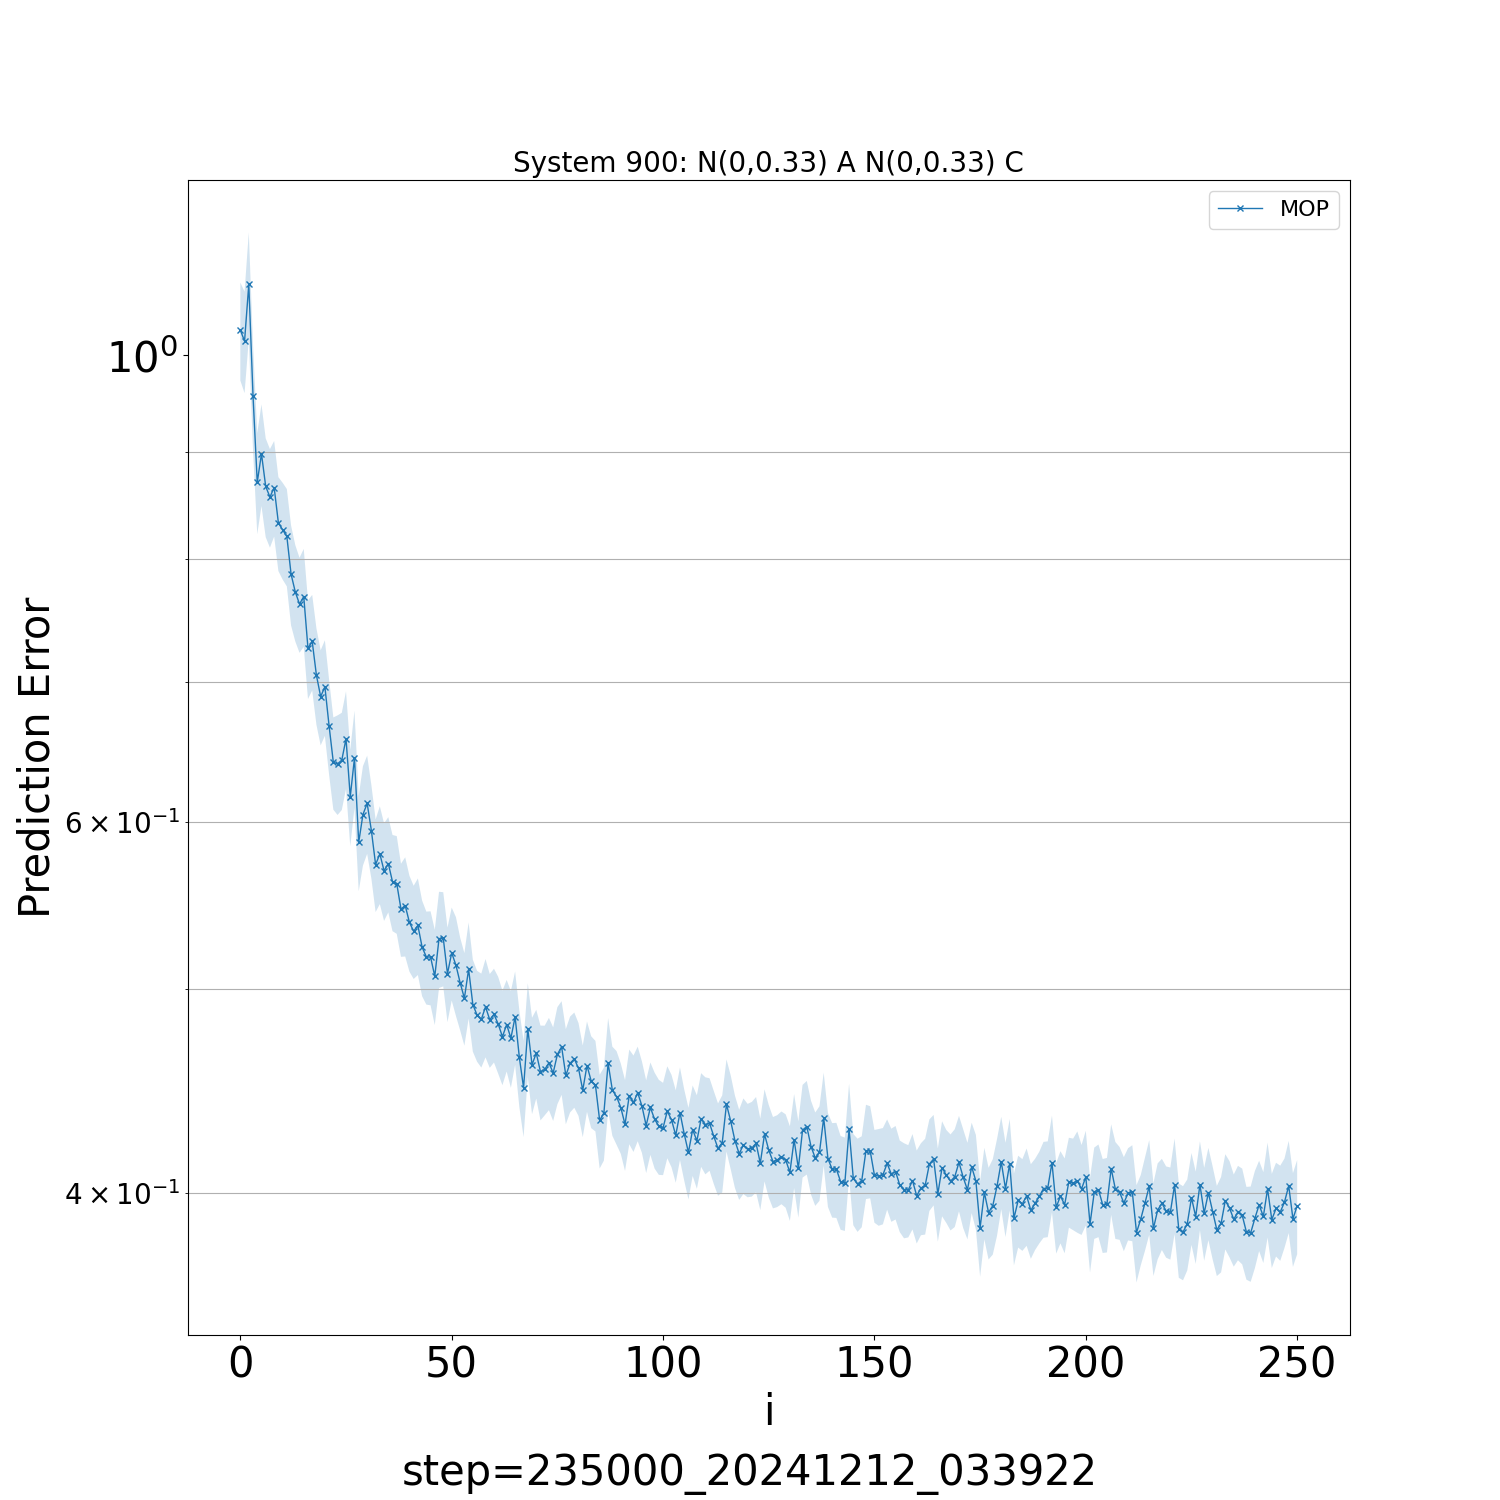 System 900: N(0,0.33) A N(0,0.33) C
MOP
10⁰
6 × 10⁻¹
4 × 10⁻¹
Prediction Error
0 50 100 150 200 250
i
step=235000_20241212_033922